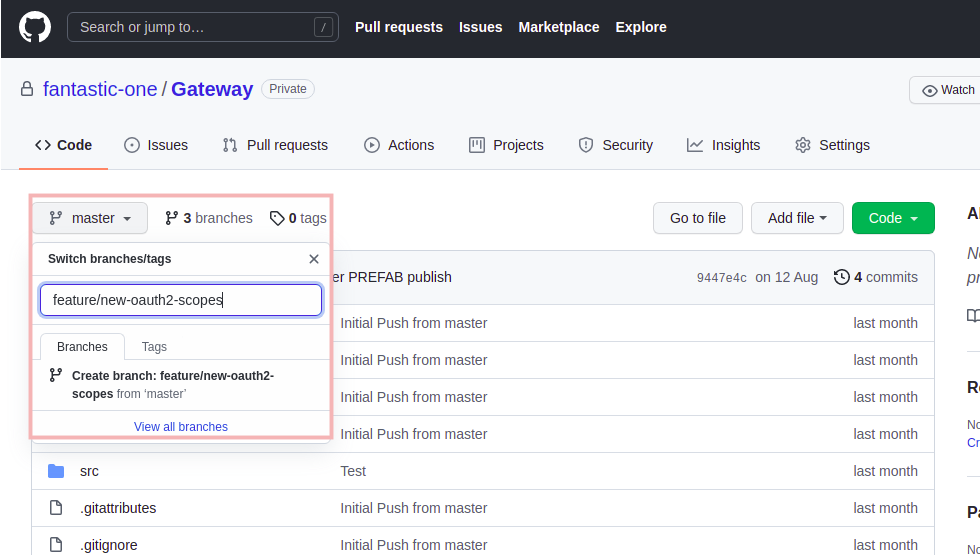 Search or jump to… /
Pull requests Issues Marketplace Explore
fantastic-one / Gateway Private
Watch
Code Issues Pull requests Actions Projects Security Insights Settings
master 3 branches 0 tags Go to file Add file Code
Switch branches/tags
feature/new-oauth2-scopes
Branches Tags
Create branch: feature/new-oauth2-
scopes from ‘master’
View all branches
PREFAB publish 9447e4c on 12 Aug 4 commits
Initial Push from master last month
Initial Push from master last month
Initial Push from master last month
Initial Push from master last month
src Test last month
.gitattributes Initial Push from master last month
.gitignore Initial Push from master last month